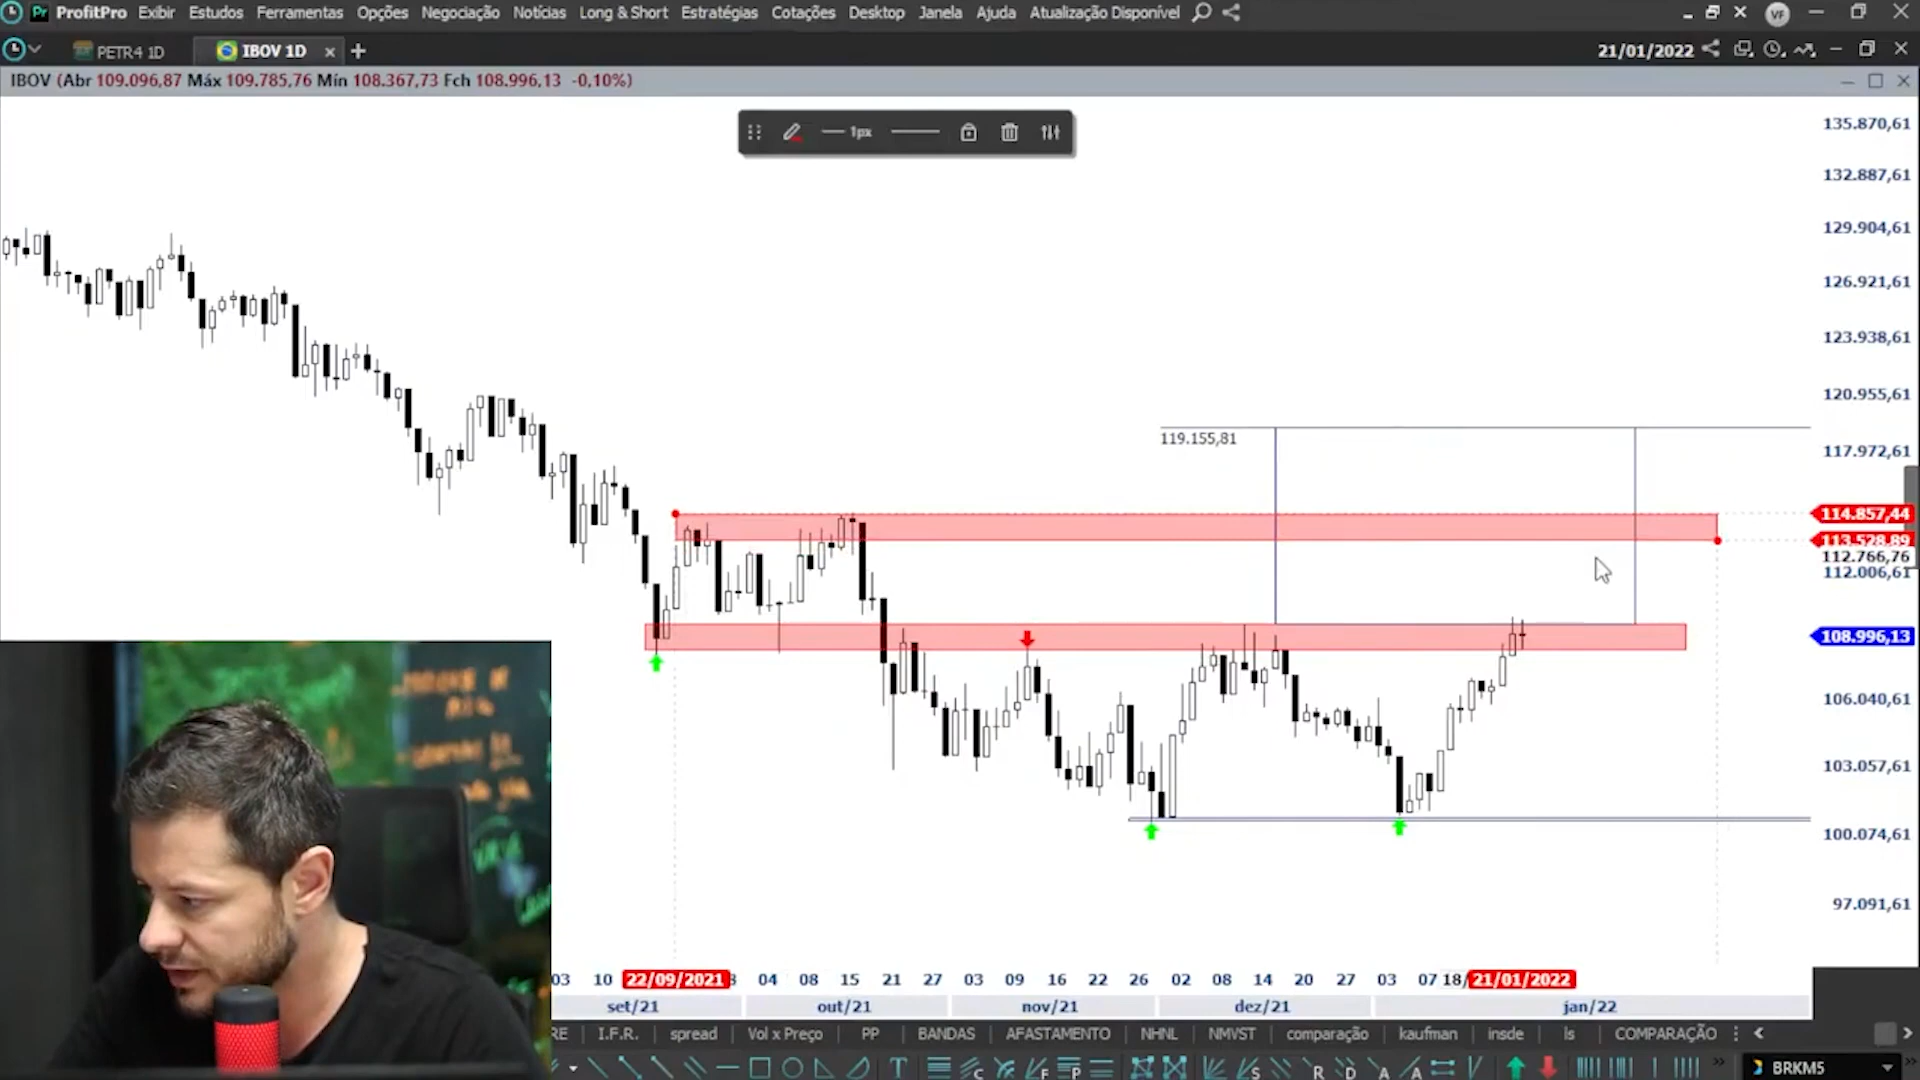 Pr ProfitPro Exibir Estudos Ferramentas Opções Gráfico Negociação Notícias Long & Short Estratégias Cotações Desktop Janela Ajuda Atualização Disponível VF
PETR4 1D IBOV 1D × + 21/01/2022
IBOV (Abr 109.096,87 Máx 109.785,76 Mín 108.367,73 Fch 108.996,13 -0,10%)
1px
135.870,61
132.887,61
129.904,61
126.921,61
123.938,61
120.955,61
119.155,81
117.972,61
114.857,44
113.528,89
112.766,76
112.006,61
108.996,13
106.040,61
103.057,61
100.074,61
97.091,61
03 10 22/09/2021 04 08 15 21 27 03 09 16 22 26 02 08 14 20 27 03 07 18/ 21/01/2022
set/21 out/21 nov/21 dez/21 jan/22
RE I.F.R. spread Vol x Preço PP BANDAS AFASTAMENTO NHNL NMVST comparação kaufman insde ls COMPARAÇÃO
BRKM5